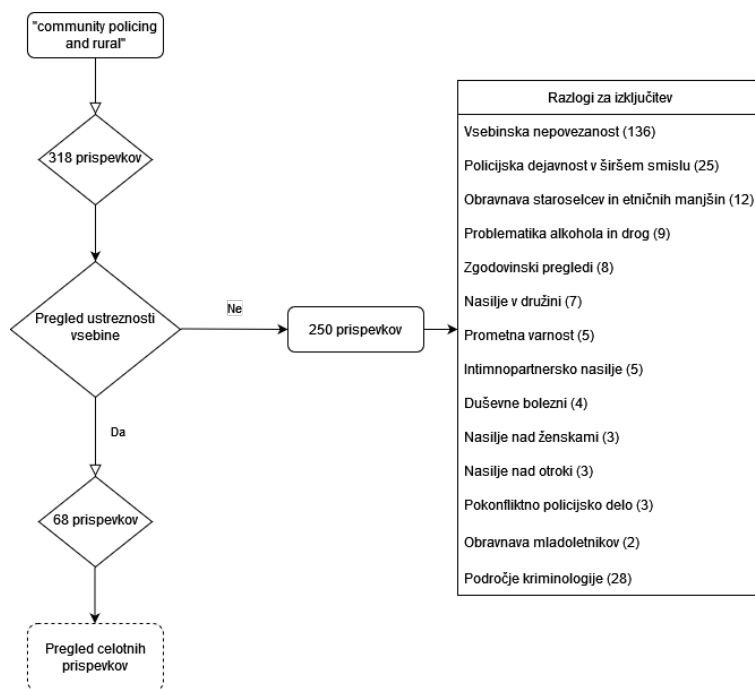 "community policing
and rural"
318 prispevkov
Pregled ustreznosti
vsebine
Ne
250 prispevkov
Da
68 prispevkov
Pregled celotnih
prispevkov
Razlogi za izključitev
Vsebinska nepovezanost (136)
Policijska dejavnost v širšem smislu (25)
Obravnava staroselcev in etničnih manjšin (12)
Problematika alkohola in drog (9)
Zgodovinski pregledi (8)
Nasilje v družini (7)
Prometna varnost (5)
Intimnopartnersko nasilje (5)
Duševne bolezni (4)
Nasilje nad ženskami (3)
Nasilje nad otroki (3)
Pokonfliktno policijsko delo (3)
Obravnava mladoletnikov (2)
Področje kriminologije (28)